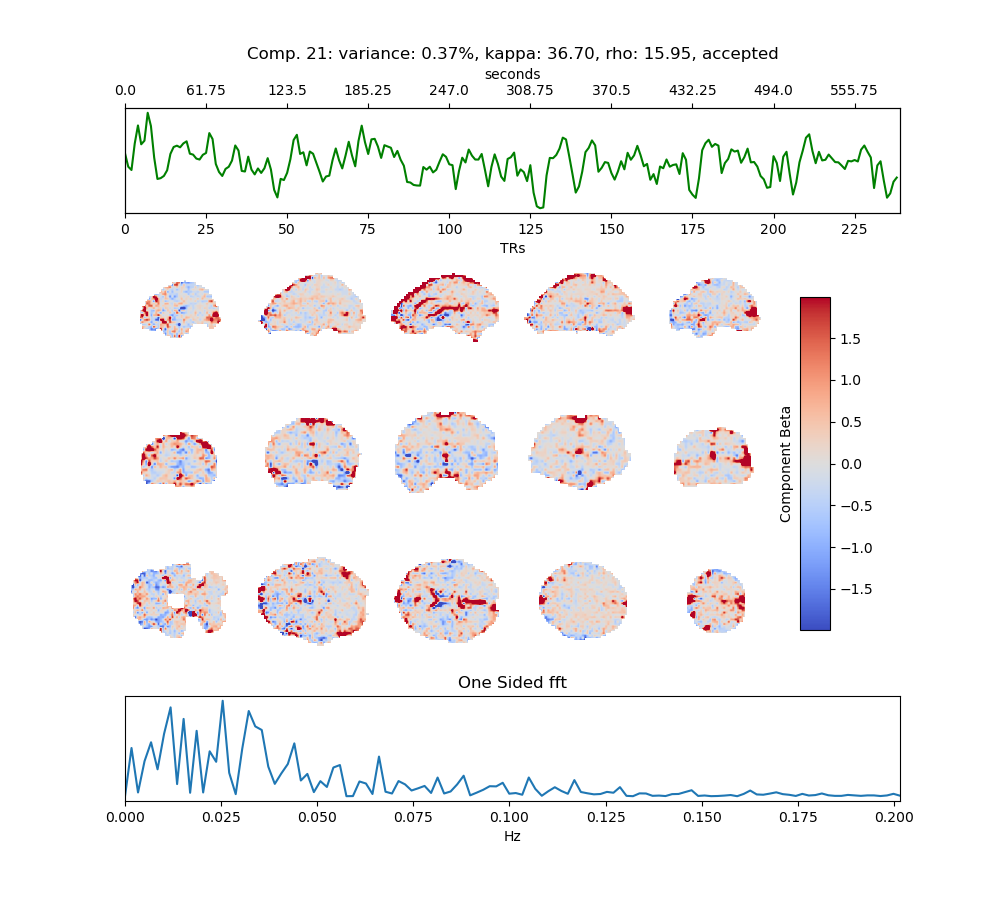 Comp. 21: variance: 0.37%, kappa: 36.70, rho: 15.95, accepted
seconds
0.0 61.75 123.5 185.25 247.0 308.75 370.5 432.25 494.0 555.75
0 25 50 75 100 125 150 175 200 225
TRs
1.5
1.0
0.5
0.0
−0.5
−1.0
−1.5
Component Beta
One Sided fft
0.000 0.025 0.050 0.075 0.100 0.125 0.150 0.175 0.200
Hz